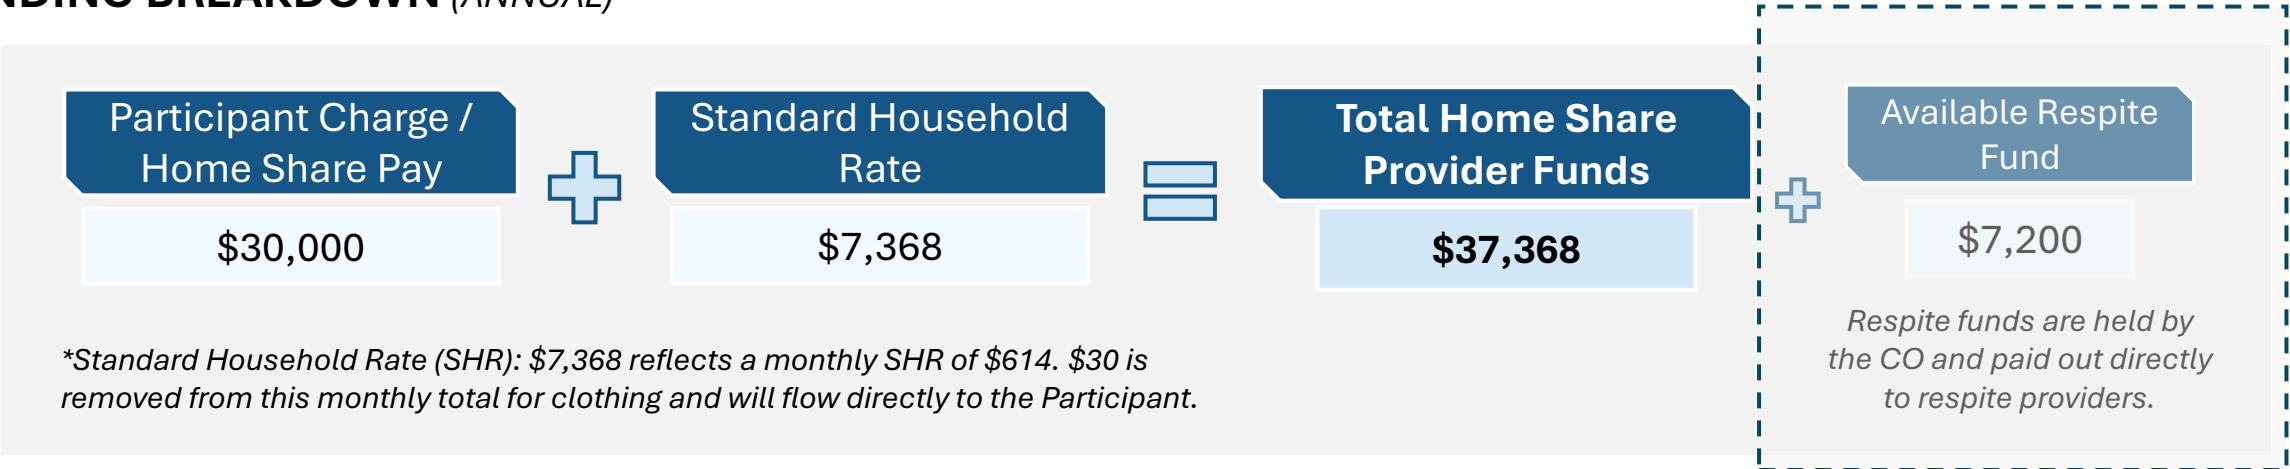 BREAKDOWN (ANNUAL)
Participant Charge /
Home Share Pay
$30,000
Standard Household
Rate
$7,368
Total Home Share
Provider Funds
$37,368
Available Respite
Fund
$7,200
Respite funds are held by
the CO and paid out directly
to respite providers.
*Standard Household Rate (SHR): $7,368 reflects a monthly SHR of $614. $30 is
removed from this monthly total for clothing and will flow directly to the Participant.